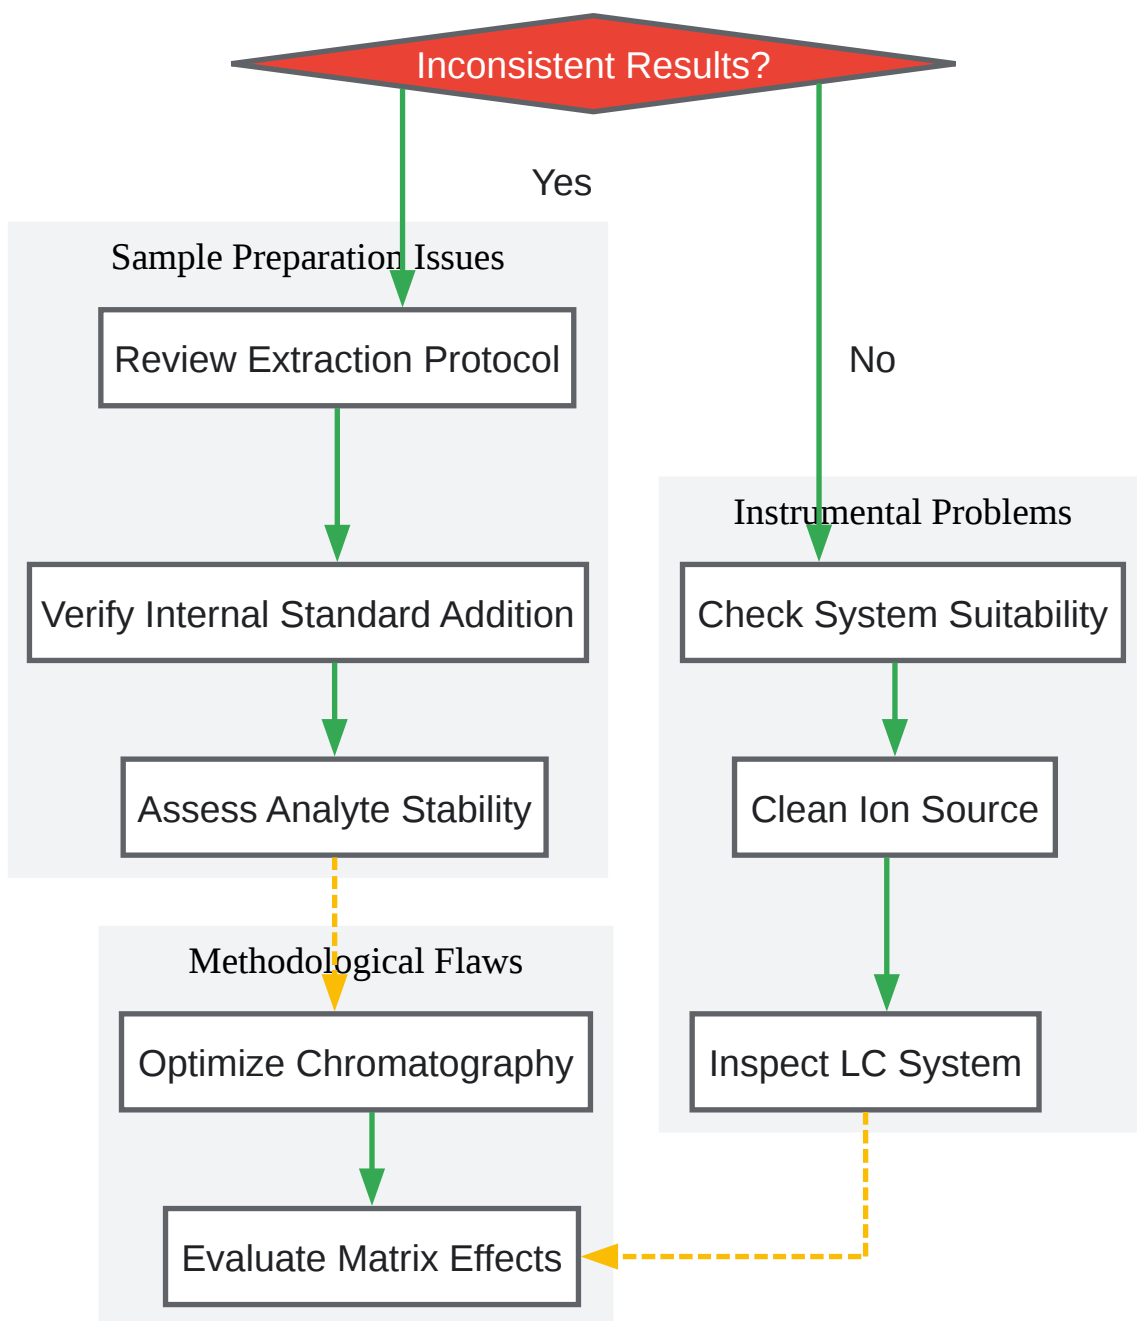 Inconsistent Results?
Yes
No
Sample Preparation Issues
Review Extraction Protocol
Verify Internal Standard Addition
Assess Analyte Stability
Instrumental Problems
Check System Suitability
Clean Ion Source
Inspect LC System
Methodological Flaws
Optimize Chromatography
Evaluate Matrix Effects